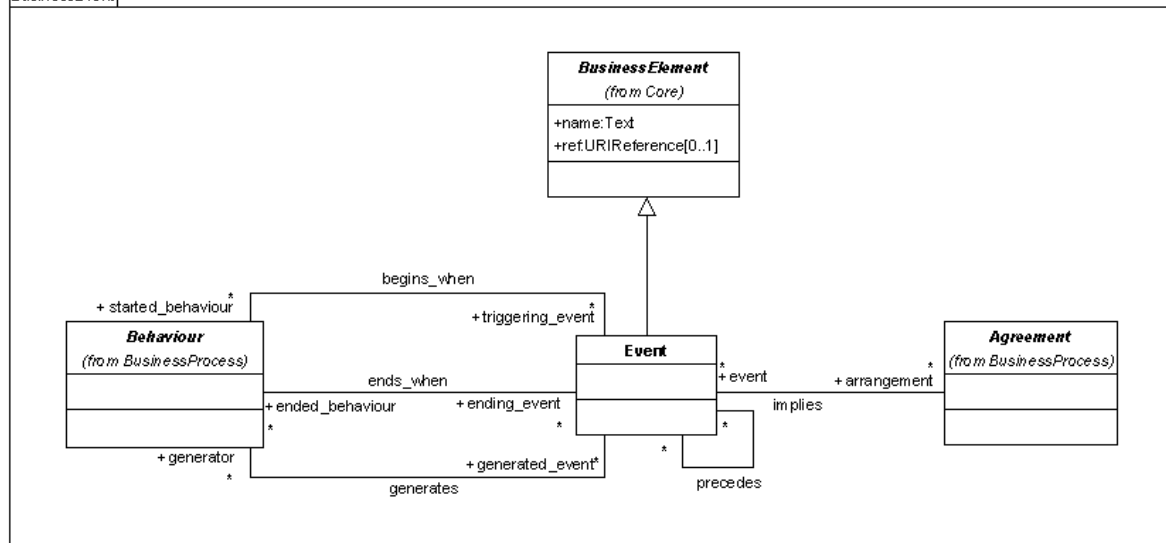 BusinessElement
(from Core)
+name:Text
+ref:URIReference[0..1]
begins_when
*
+ started_behaviour
*
+triggering_event
Behaviour
(from BusinessProcess)
Event
Agreement
(from BusinessProcess)
ends_when
+ended_behaviour
*
+ ending_event
*
*
+ event
*
+ arrangement
implies
+ generator
*
+ generated_event*
generates
*
*
precedes